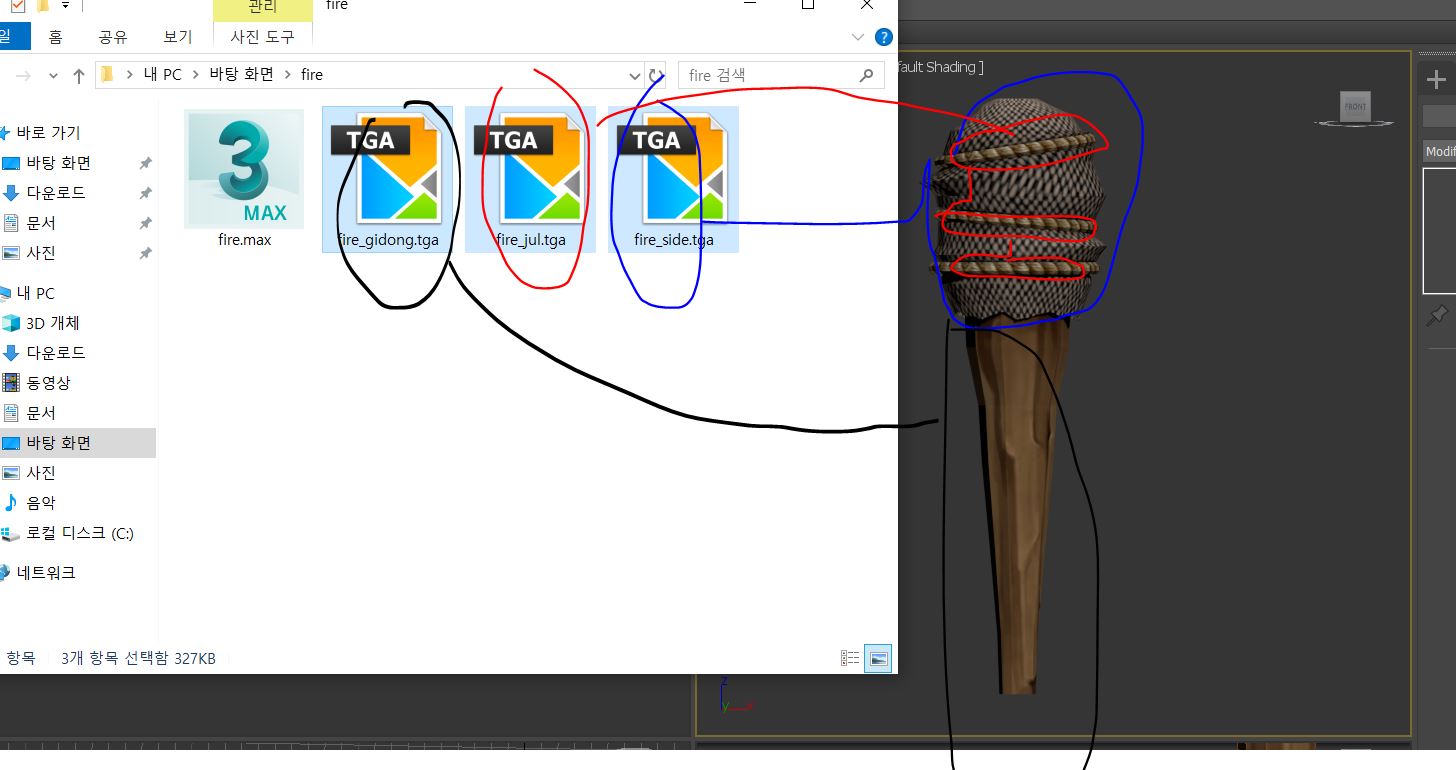 관리
fire
일 홈 공유 보기 사진 도구
?
내 PC > 바탕 화면 > fire
fire 검색
fault Shading ]
FRONT
Modif
바로 가기
바탕 화면
다운로드
문서
사진
내 PC
3D 개체
다운로드
동영상
문서
바탕 화면
사진
음악
로컬 디스크 (C:)
네트워크
3
MAX
fire.max
TGA
fire_gidong.tga
TGA
fire_jul.tga
TGA
fire_side.tga
항목 3개 항목 선택함 327KB
z
y
x